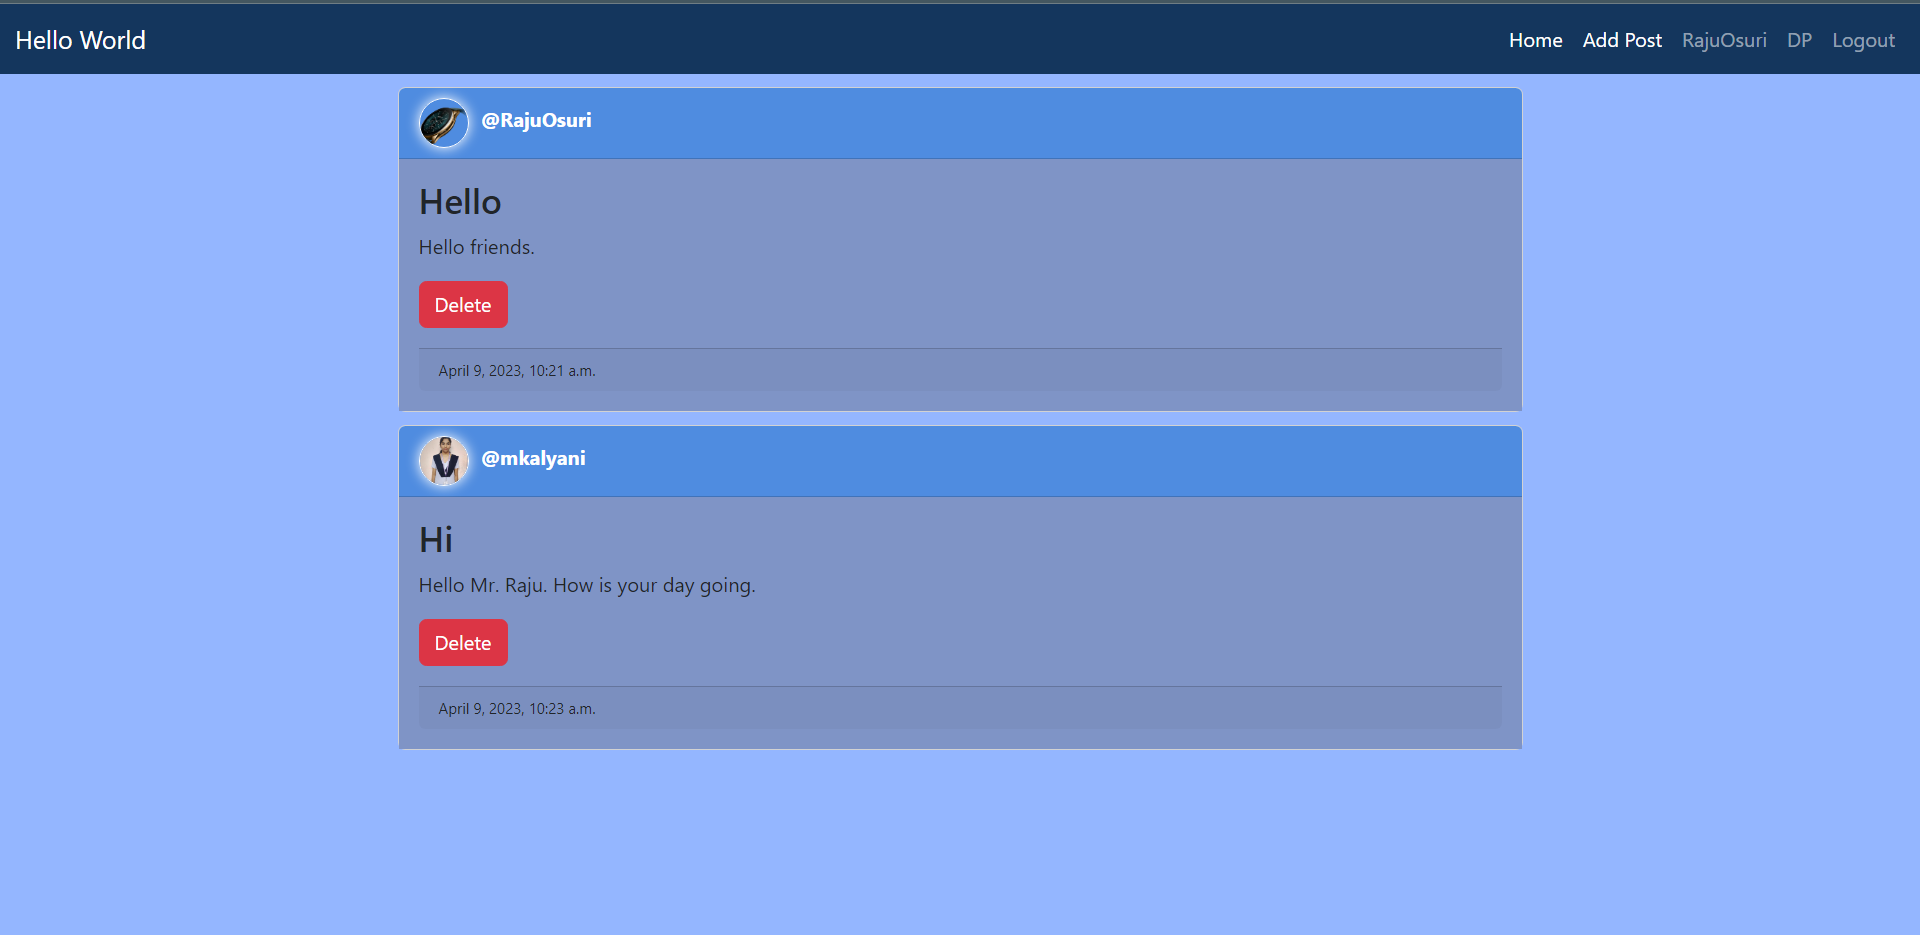 Hello World
Home Add Post RajuOsuri DP Logout
@RajuOsuri
Hello
Hello friends.
Delete
April 9, 2023, 10:21 a.m.
@mkalyani
Hi
Hello Mr. Raju. How is your day going.
Delete
April 9, 2023, 10:23 a.m.